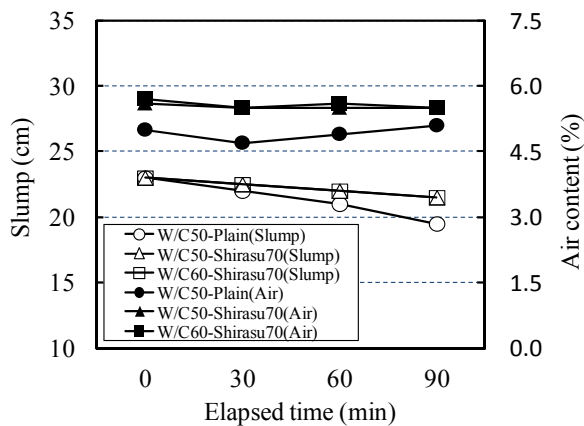 35
30
25
20
15
10
Slump (cm)
7.5
6.0
4.5
3.0
1.5
0.0
Air content (%)
W/C50-Plain(Slump)
W/C50-Shirasu70(Slump)
W/C60-Shirasu70(Slump)
W/C50-Plain(Air)
W/C50-Shirasu70(Air)
W/C60-Shirasu70(Air)
0 30 60 90
Elapsed time (min)